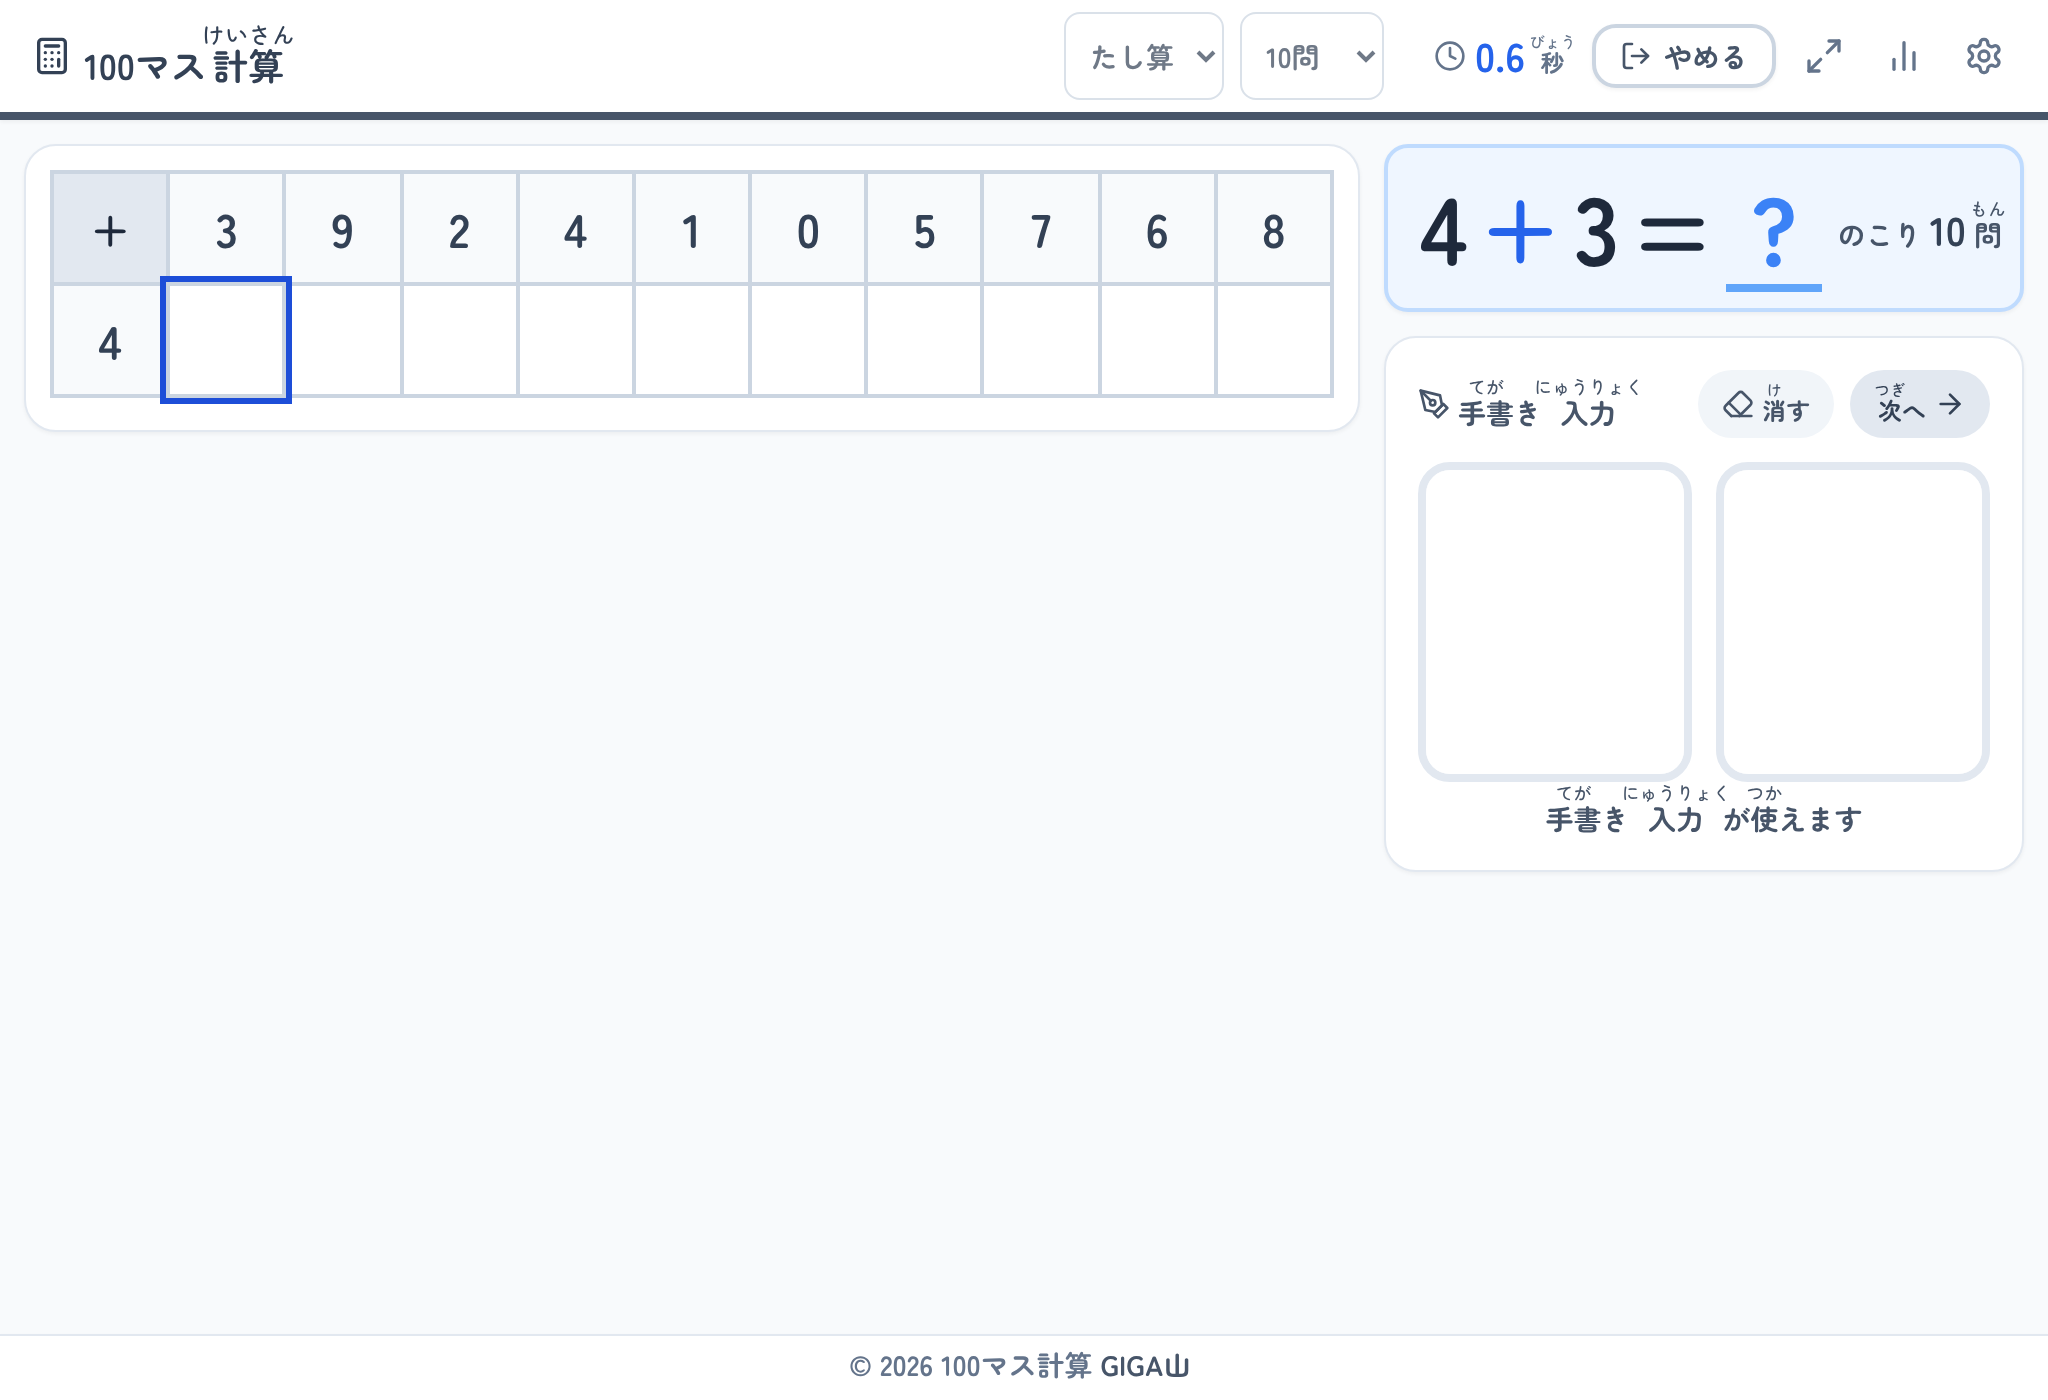 けいさん
100マス 計算
たし算
10問
0.6 秒
びょう
やめる
+ 3 9 2 4 1 0 5 7 6 8
4
4 + 3 = ?
のこり 10 問
もん
てが にゅうりょく
手書き 入力
け
消す
つぎ
次へ
てが にゅうりょく つか
手書き 入力 が使えます
© 2026 100マス計算 GIGA山